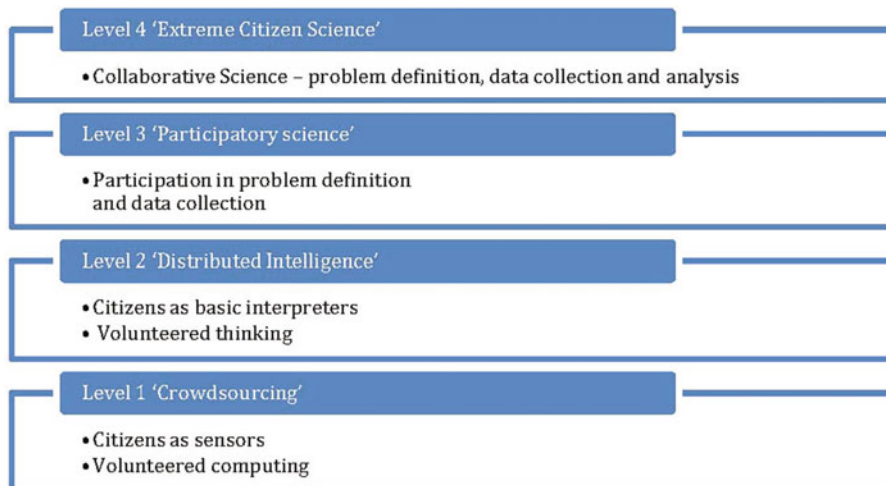 Level 4 ‘Extreme Citizen Science’
•Collaborative Science – problem definition, data collection and analysis
Level 3 ‘Participatory science’
•Participation in problem definition
and data collection
Level 2 ‘Distributed Intelligence’
•Citizens as basic interpreters
• Volunteered thinking
Level 1 ‘Crowdsourcing’
•Citizens as sensors
•Volunteered computing